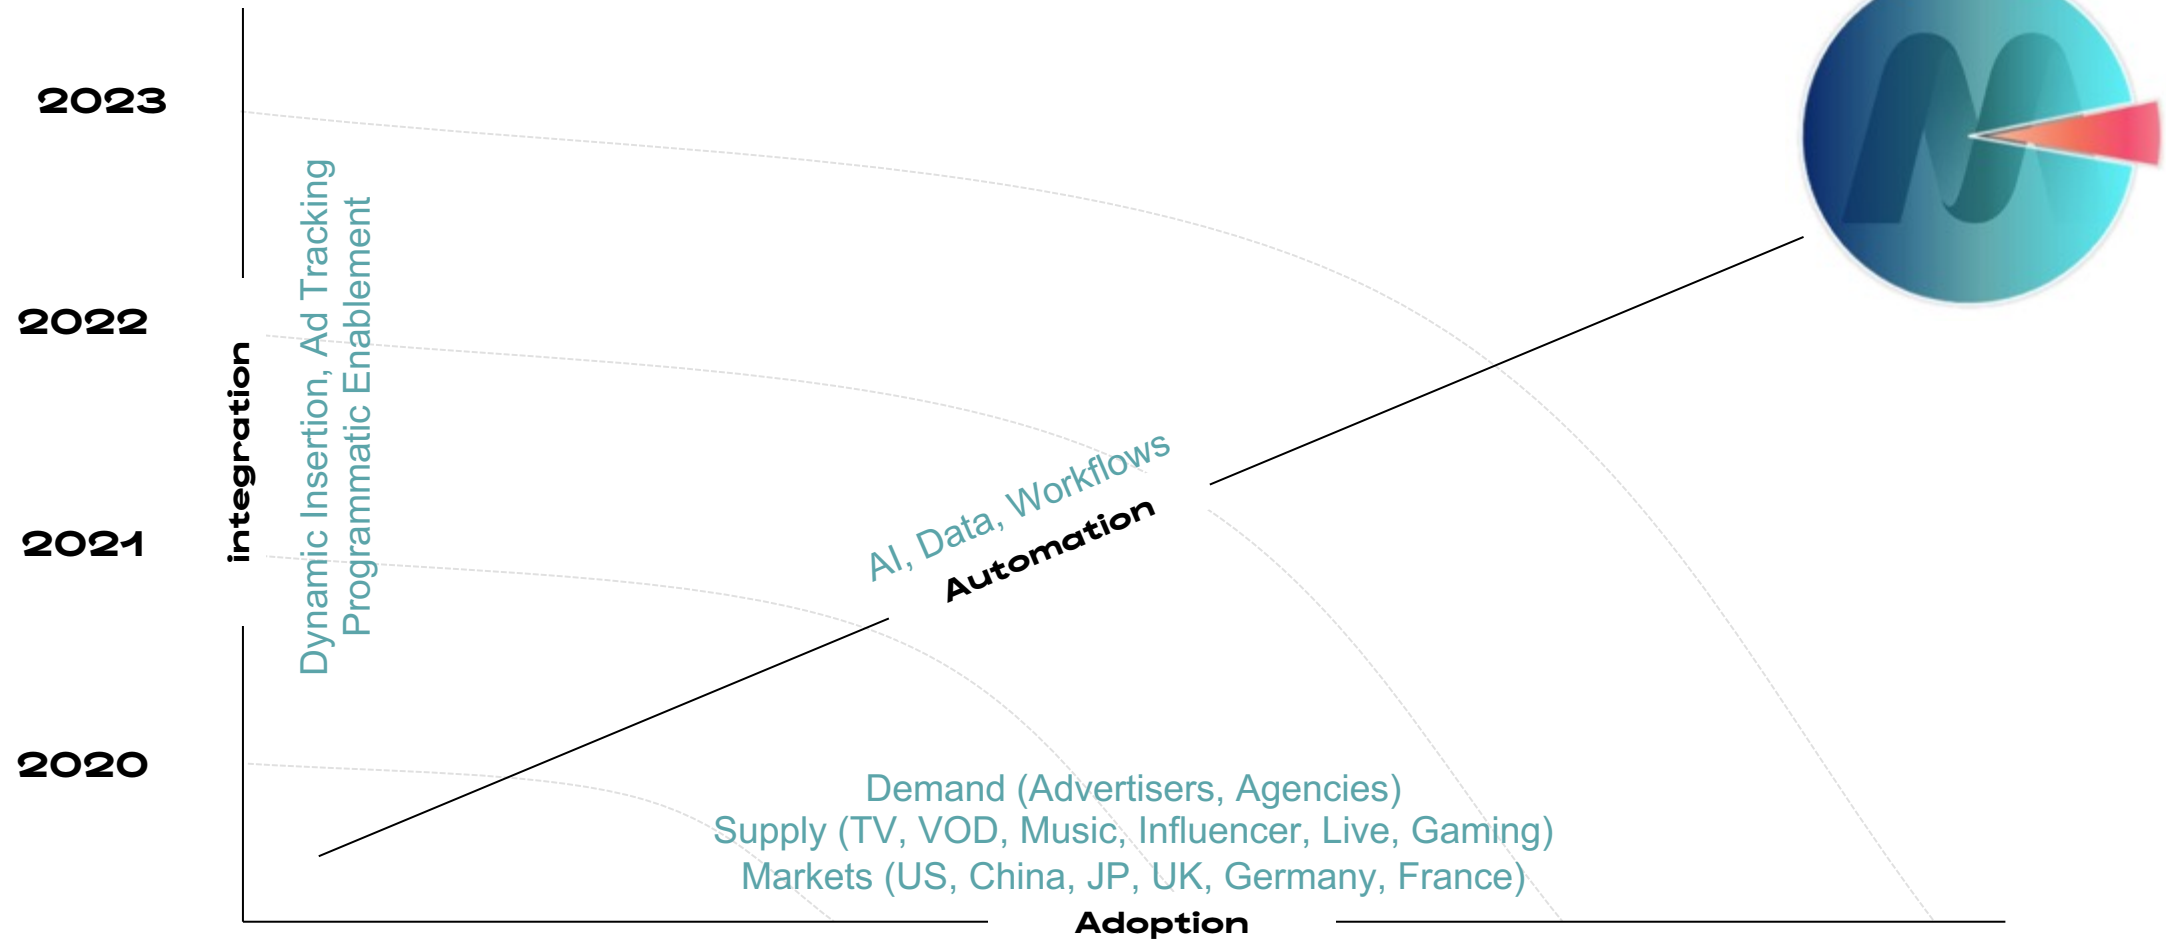 2023
2022
2021
2020
integration
Dynamic Insertion, Ad Tracking
Programmatic Enablement
AI, Data, Workflows
Automation
Demand (Advertisers, Agencies)
Supply (TV, VOD, Music, Influencer, Live, Gaming)
Markets (US, China, JP, UK, Germany, France)
Adoption